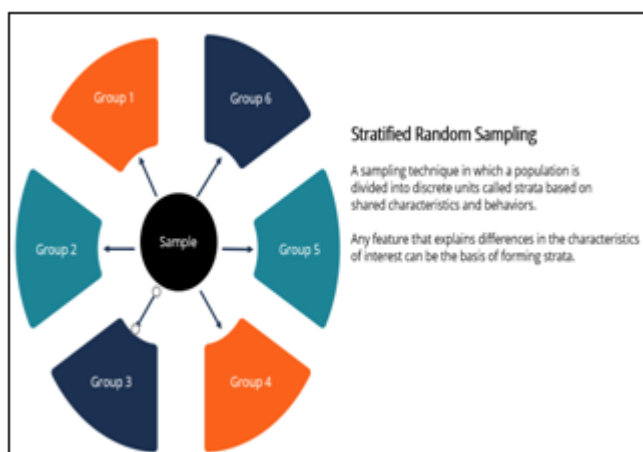 Group 1
Group 6
Stratified Random Sampling
A sampling technique in which a population is
divided into discrete units called strata based on
shared characteristics and behaviors.
Group 2
Sample
Group 5
Any feature that explains differences in the characteristics
of interest can be the basis of forming strata.
Group 3
Group 4